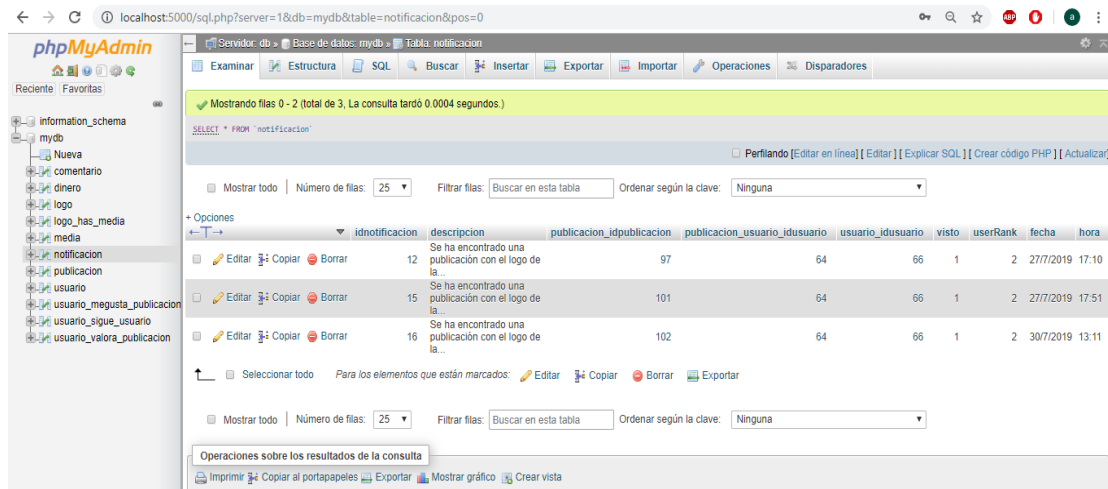 localhost:5000/sql.php?server=1&db=mydb&table=notificacion&pos=0
ABP
a
phpMyAdmin
Reciente Favoritas
information_schema
mydb
Nueva
comentario
dinero
logo
logo_has_media
media
notificacion
publicacion
usuario
usuario_megusta_publicacion
usuario_sigue_usuario
usuario_valora_publicacion
Servidor: db » Base de datos: mydb » Tabla: notificacion
Examinar Estructura SQL Buscar Insertar Exportar Importar Operaciones Disparadores
Mostrando filas 0 - 2 (total de 3, La consulta tardó 0.0004 segundos.)
SELECT * FROM `notificacion`
Perfilando [Editar en línea] [ Editar ] [ Explicar SQL ] [ Crear código PHP ] [ Actualizar]
Mostrar todo | Número de filas: 25 Filtrar filas: Buscar en esta tabla Ordenar según la clave: Ninguna
+ Opciones
←T→ idnotificacion descripcion publicacion_idpublicacion publicacion_usuario_idusuario usuario_idusuario visto userRank fecha hora
Se ha encontrado una
Editar Copiar Borrar 12 publicación con el logo de 97 64 66 1 2 27/7/2019 17:10
la...
Se ha encontrado una
Editar Copiar Borrar 15 publicación con el logo de 101 64 66 1 2 27/7/2019 17:51
la...
Se ha encontrado una
Editar Copiar Borrar 16 publicación con el logo de 102 64 66 1 2 30/7/2019 13:11
la...
Seleccionar todo Para los elementos que están marcados: Editar Copiar Borrar Exportar
Mostrar todo | Número de filas: 25 Filtrar filas: Buscar en esta tabla Ordenar según la clave: Ninguna
Operaciones sobre los resultados de la consulta
Imprimir Copiar al portapapeles Exportar Mostrar gráfico Crear vista